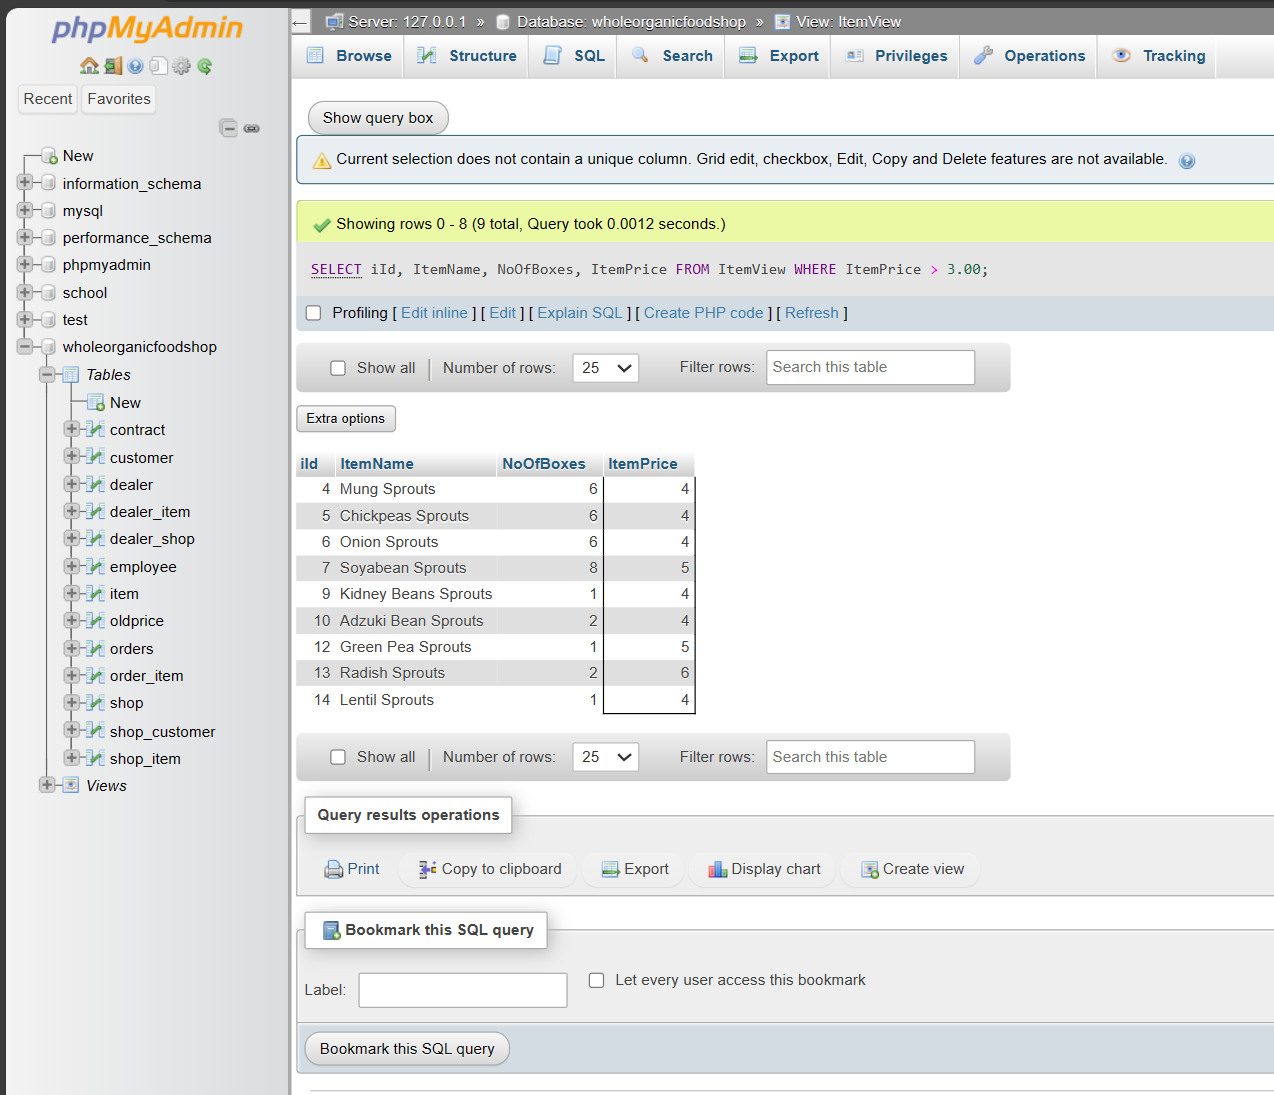 phpMyAdmin
Recent Favorites
New
information_schema
mysql
performance_schema
phpmyadmin
school
test
wholeorganicfoodshop
Tables
New
contract
customer
dealer
dealer_item
dealer_shop
employee
item
oldprice
orders
order_item
shop
shop_customer
shop_item
Views
Server: 127.0.0.1 » Database: wholeorganicfoodshop » View: ItemView
Browse Structure SQL Search Export Privileges Operations Tracking
Show query box
Current selection does not contain a unique column. Grid edit, checkbox, Edit, Copy and Delete features are not available.
Showing rows 0 - 8 (9 total, Query took 0.0012 seconds.)
SELECT iId, ItemName, NoOfBoxes, ItemPrice FROM ItemView WHERE ItemPrice > 3.00;
Profiling [ Edit inline ] [ Edit ] [ Explain SQL ] [ Create PHP code ] [ Refresh ]
Show all Number of rows: 25 Filter rows: Search this table
Extra options
iId ItemName NoOfBoxes ItemPrice
4 Mung Sprouts 6 4
5 Chickpeas Sprouts 6 4
6 Onion Sprouts 6 4
7 Soyabean Sprouts 8 5
9 Kidney Beans Sprouts 1 4
10 Adzuki Bean Sprouts 2 4
12 Green Pea Sprouts 1 5
13 Radish Sprouts 2 6
14 Lentil Sprouts 1 4
Show all Number of rows: 25 Filter rows: Search this table
Query results operations
Print Copy to clipboard Export Display chart Create view
Bookmark this SQL query
Label: Let every user access this bookmark
Bookmark this SQL query